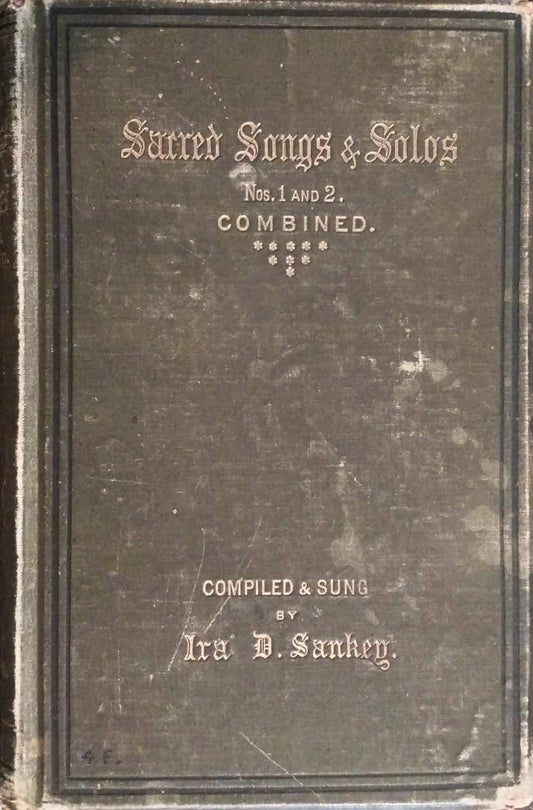 Sacred Songs & Solos
Nos. 1 AND 2.
COMBINED.
COMPILED & SUNG
BY
Ira D. Sankey.
4 F.